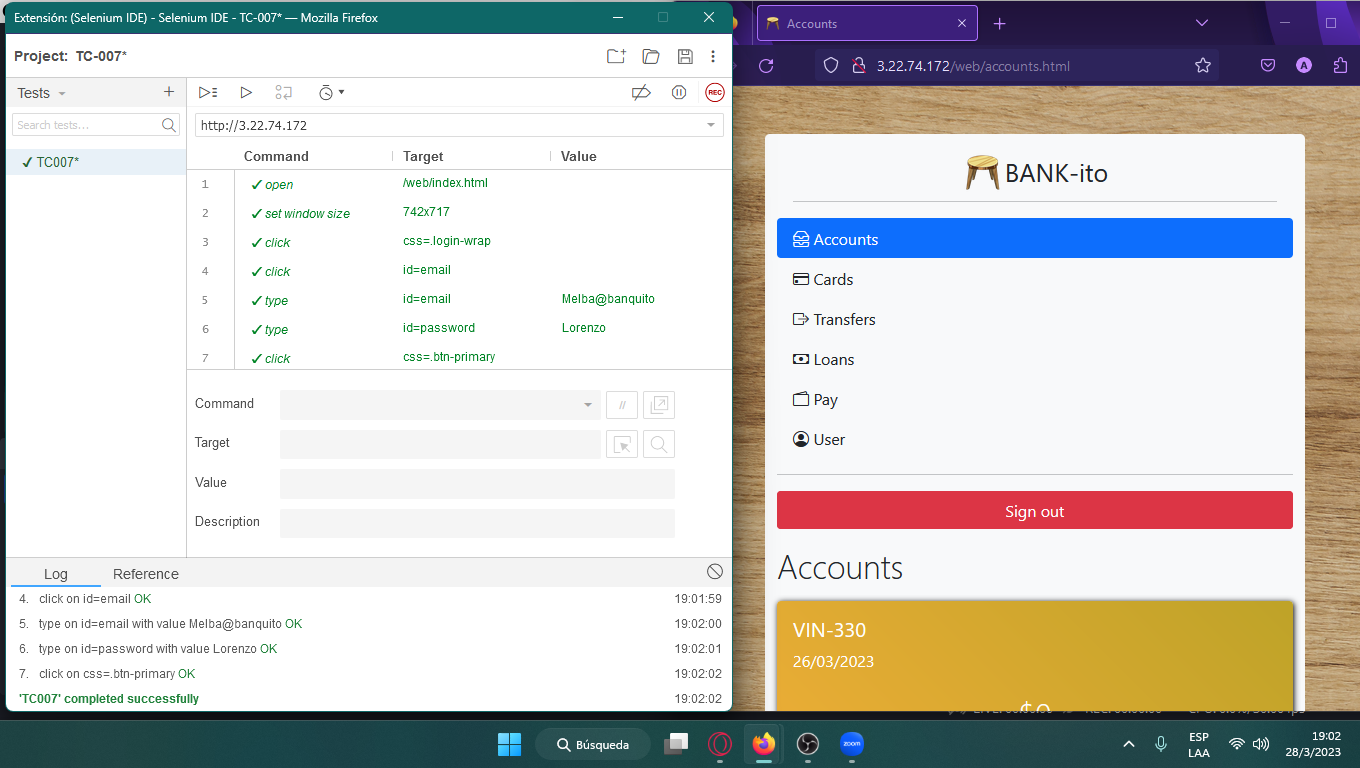 Extensión: (Selenium IDE) - Selenium IDE - TC-007* — Mozilla Firefox
Project: TC-007*
Tests
Search tests...
✓ TC007*
REC
http://3.22.74.172
Command Target Value
1 ✓ open /web/index.html
2 ✓ set window size 742x717
3 ✓ click css=.login-wrap
4 ✓ click id=email
5 ✓ type id=email Melba@banquito
6 ✓ type id=password Lorenzo
7 ✓ click css=.btn-primary
Command
//
Target
Value
Description
Log Reference
4. click on id=email OK 19:01:59
5. type on id=email with value Melba@banquito OK 19:02:00
6. type on id=password with value Lorenzo OK 19:02:01
7. click on css=.btn-primary OK 19:02:02
'TC007' completed successfully 19:02:02
Accounts
3.22.74.172/web/accounts.html
A
BANK-ito
Accounts
Cards
Transfers
Loans
Pay
User
Sign out
Accounts
VIN-330
26/03/2023
Búsqueda
zoom
ESP
LAA
19:02
28/3/2023